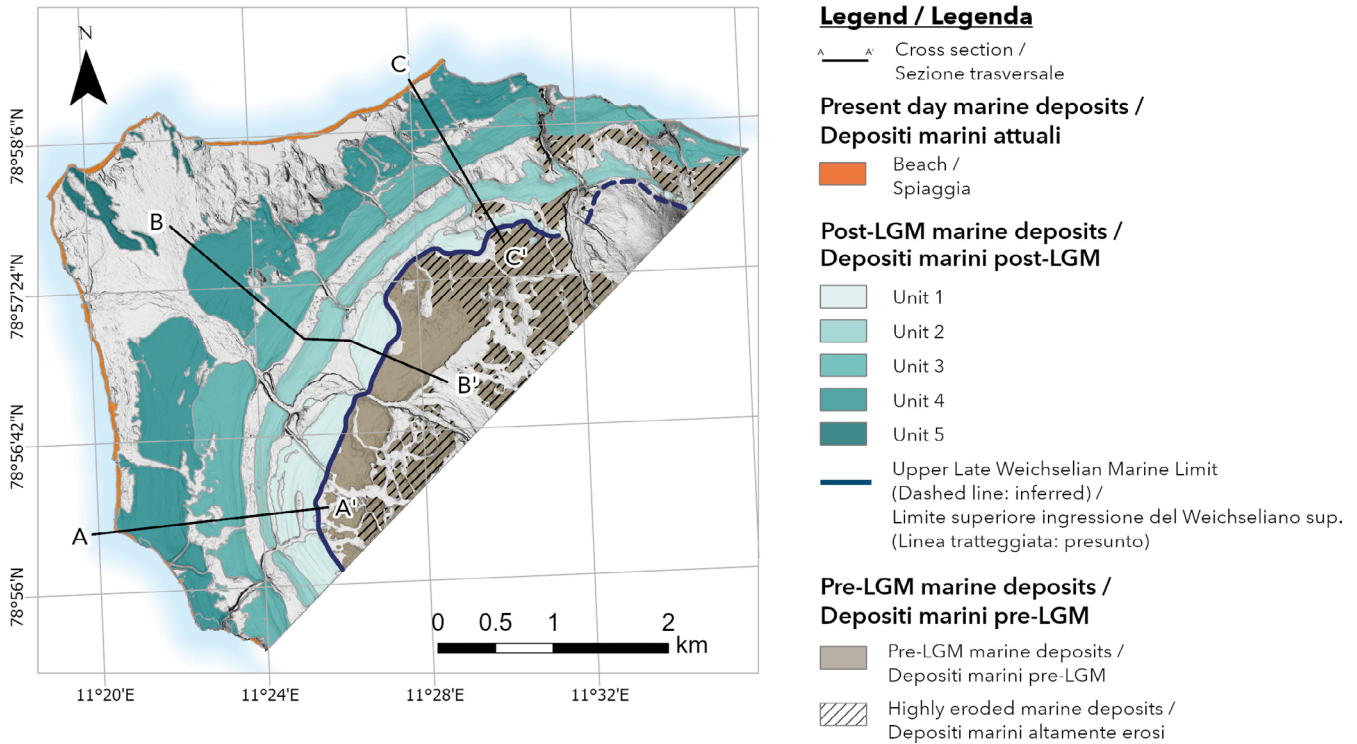 N
C
B
C'
B'
A'
A
78°58'6"N
78°57'24"N
78°56'42"N
78°56'N
11°20'E
11°24'E
11°28'E
11°32'E
0 0.5 1 2
km
Legend / Legenda
A A' Cross section /
Sezione trasversale
Present day marine deposits /
Depositi marini attuali
Beach /
Spiaggia
Post-LGM marine deposits /
Depositi marini post-LGM
Unit 1
Unit 2
Unit 3
Unit 4
Unit 5
Upper Late Weichselian Marine Limit
(Dashed line: inferred) /
Limite superiore ingressione del Weichseliano sup.
(Linea tratteggiata: presunto)
Pre-LGM marine deposits /
Depositi marini pre-LGM
Pre-LGM marine deposits /
Depositi marini pre-LGM
Highly eroded marine deposits /
Depositi marini altamente erosi